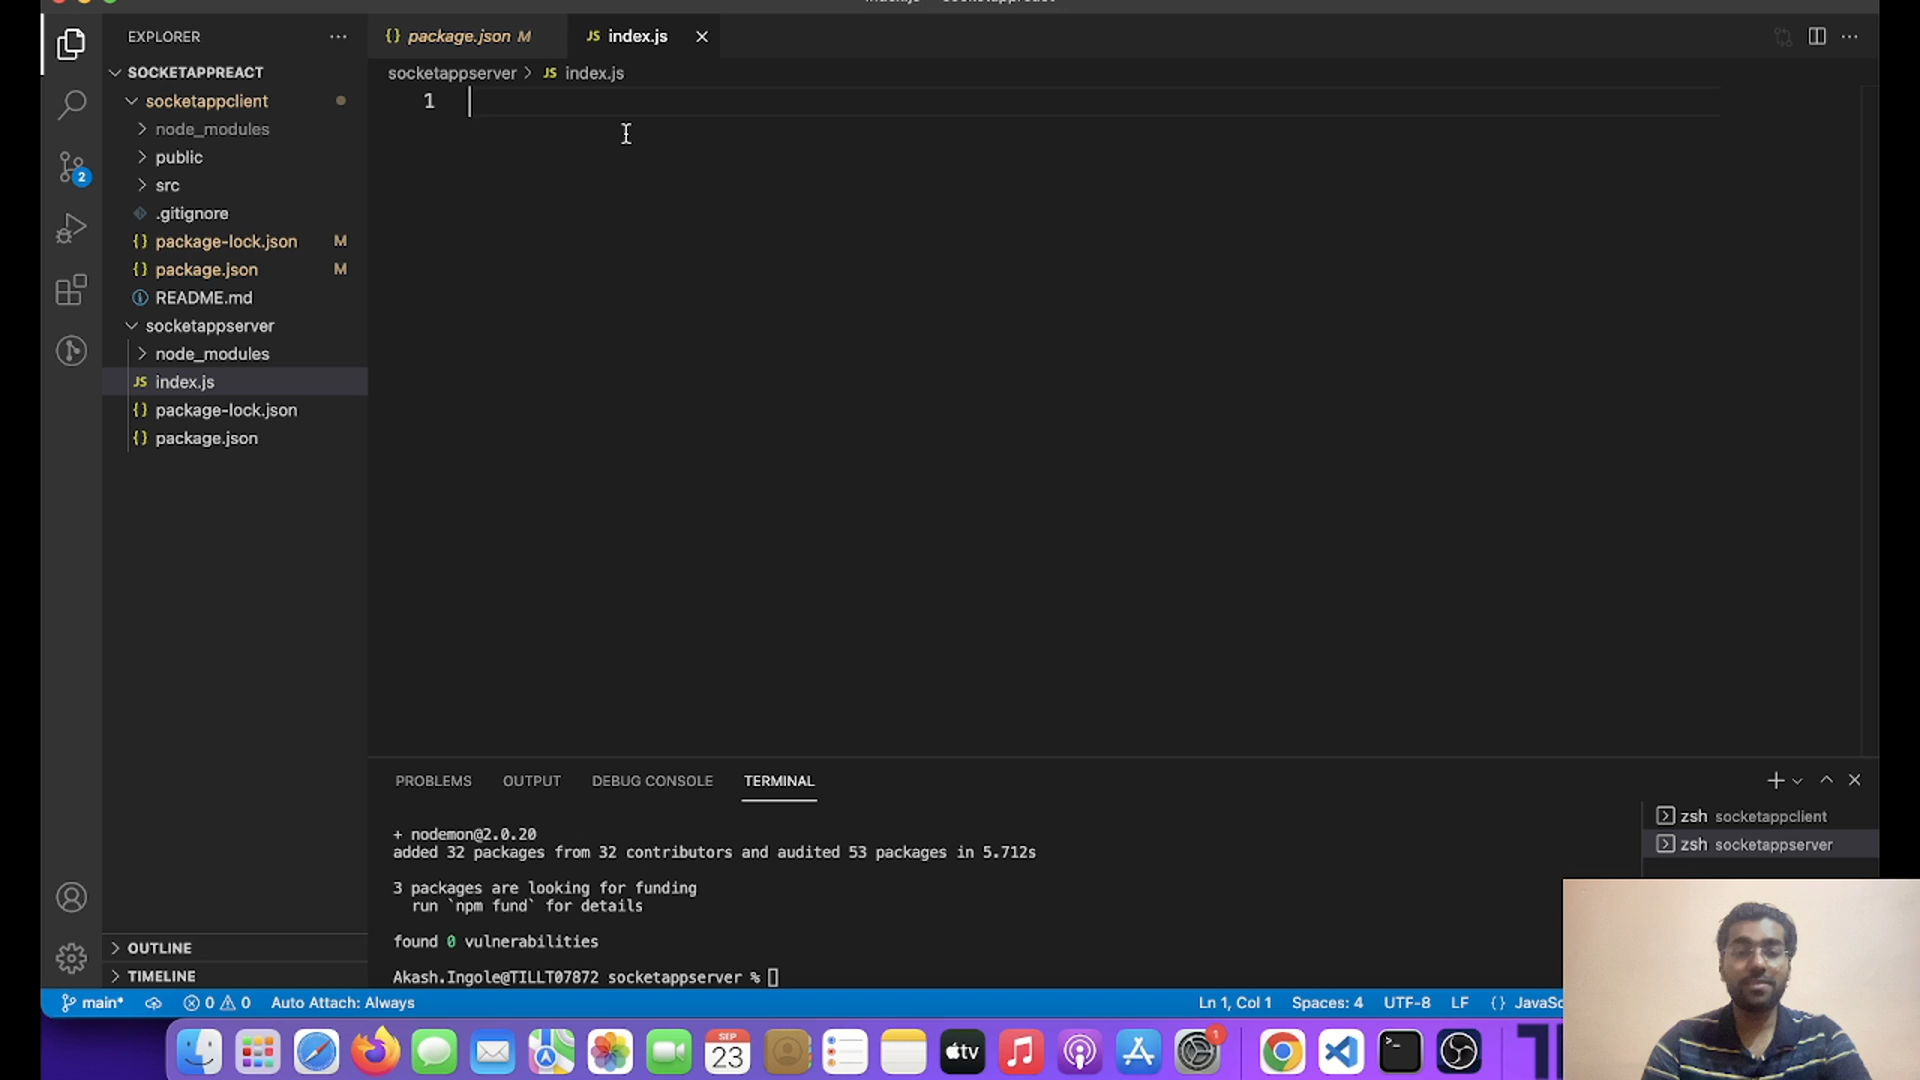 EXPLORER
SOCKETAPPREACT
socketappclient
node_modules
public
src
.gitignore
package-lock.json M
package.json M
README.md
socketappserver
node_modules
JS index.js
package-lock.json
package.json
OUTLINE
TIMELINE
2
{} package.json M
JS index.js
socketappserver > JS index.js
1
PROBLEMS OUTPUT DEBUG CONSOLE TERMINAL
+ nodemon@2.0.20
added 32 packages from 32 contributors and audited 53 packages in 5.712s
3 packages are looking for funding
run `npm fund` for details
found 0 vulnerabilities
Akash.Ingole@TILLT07872 socketappserver %
zsh socketappclient
zsh socketappserver
main* 0 0 Auto Attach: Always
Ln 1, Col 1 Spaces: 4 UTF-8 LF {} JavaSc
SEP
23
tv
1